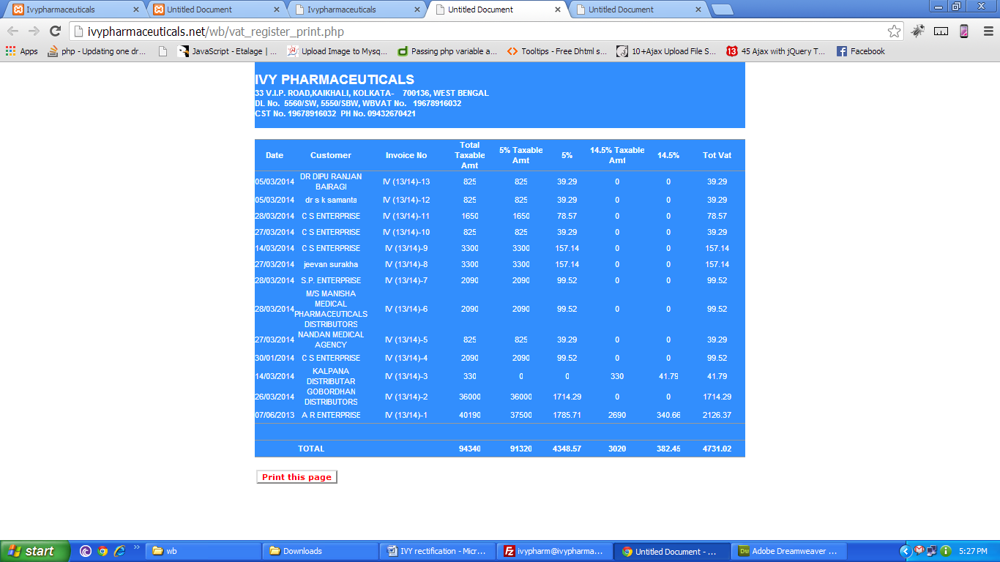 Ivypharmaceuticals Untitled Document Ivypharmaceuticals Untitled Document Untitled Document
ivypharmaceuticals.net/wb/vat_register_print.php
Apps php - Updating one dr... JavaScript - Etalage | ... Upload Image to Mysq... Passing php variable a... Tooltips - Free Dhtml s... 10+Ajax Upload File S... 13 45 Ajax with jQuery T... Facebook
IVY PHARMACEUTICALS
33 V.I.P. ROAD,KAIKHALI, KOLKATA- 700136, WEST BENGAL
DL No. 5560/SW, 5550/SBW, WBVAT No. 19678916032
CST No. 19678916032 PH No. 09432670421
Date Customer Invoice No Total Taxable Amt 5% Taxable Amt 5% 14.5% Taxable Amt 14.5% Tot Vat
05/03/2014 DR DIPU RANJAN BAIRAGI IV (13/14)-13 825 825 39.29 0 0 39.29
05/03/2014 dr s k samanta IV (13/14)-12 825 825 39.29 0 0 39.29
28/03/2014 C S ENTERPRISE IV (13/14)-11 1650 1650 78.57 0 0 78.57
27/03/2014 C S ENTERPRISE IV (13/14)-10 825 825 39.29 0 0 39.29
14/03/2014 C S ENTERPRISE IV (13/14)-9 3300 3300 157.14 0 0 157.14
27/03/2014 jeevan surakha IV (13/14)-8 3300 3300 157.14 0 0 157.14
28/03/2014 S.P. ENTERPRISE IV (13/14)-7 2090 2090 99.52 0 0 99.52
28/03/2014 M/S MANISHA MEDICAL PHARMACEUTICALS DISTRIBUTORS IV (13/14)-6 2090 2090 99.52 0 0 99.52
27/03/2014 NANDAN MEDICAL AGENCY IV (13/14)-5 825 825 39.29 0 0 39.29
30/01/2014 C S ENTERPRISE IV (13/14)-4 2090 2090 99.52 0 0 99.52
14/03/2014 KALPANA DISTRIBUTAR IV (13/14)-3 330 0 0 330 41.79 41.79
26/03/2014 GOBORDHAN DISTRIBUTORS IV (13/14)-2 36000 36000 1714.29 0 0 1714.29
07/06/2013 A R ENTERPRISE IV (13/14)-1 40190 37500 1785.71 2690 340.66 2126.37
TOTAL 94340 91320 4348.57 3020 382.45 4731.02
Print this page
start wb Downloads IVY rectification - Micr... ivypharm@ivypharma... Untitled Document - ... Dw Adobe Dreamweaver ... 5:27 PM